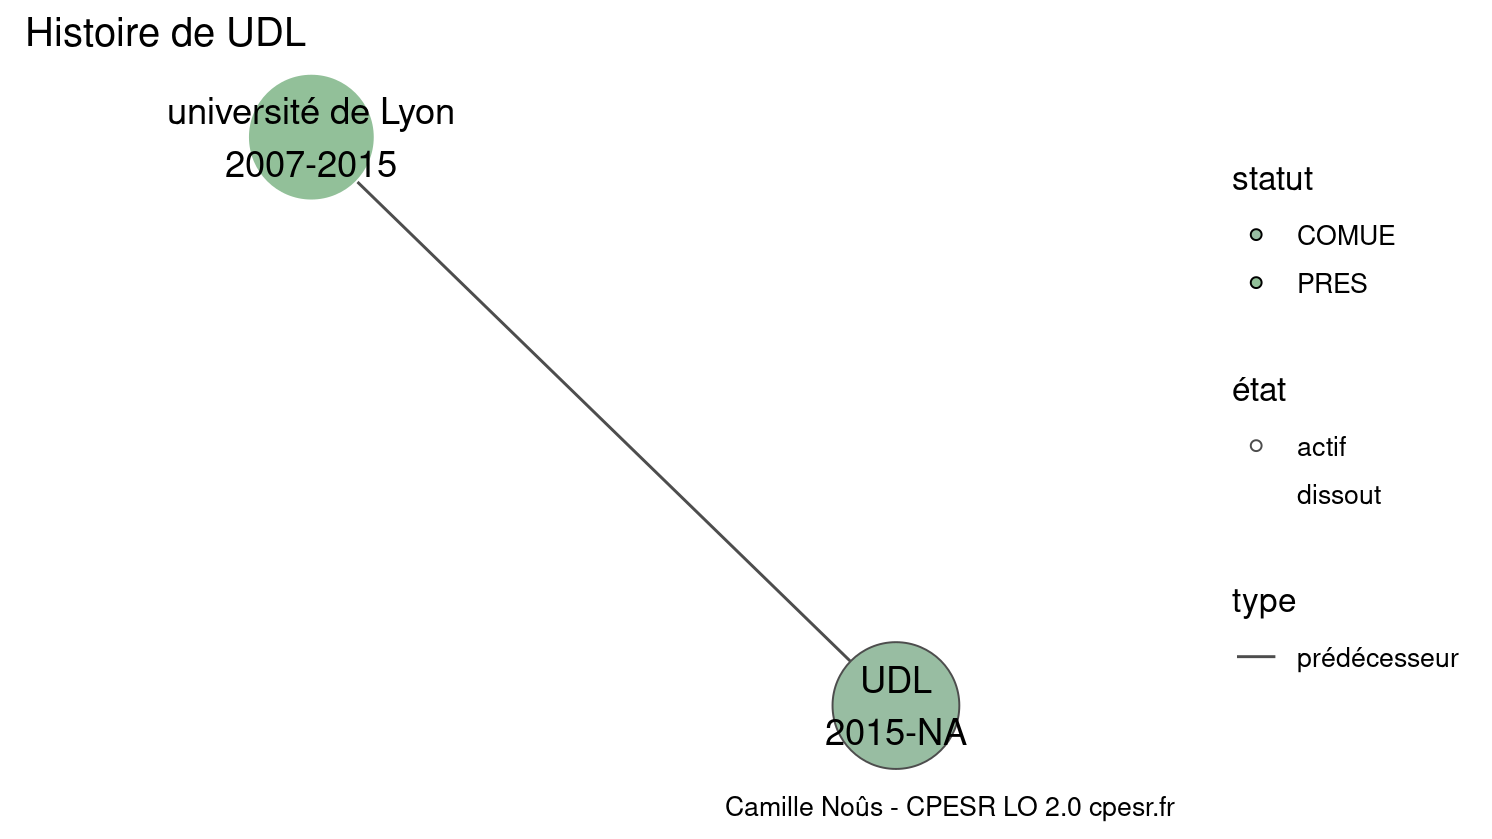 Histoire de UDL
université de Lyon
2007-2015
statut
COMUE
PRES
état
actif
dissout
type
prédécesseur
UDL
2015-NA
Camille Noûs - CPESR LO 2.0 cpesr.fr